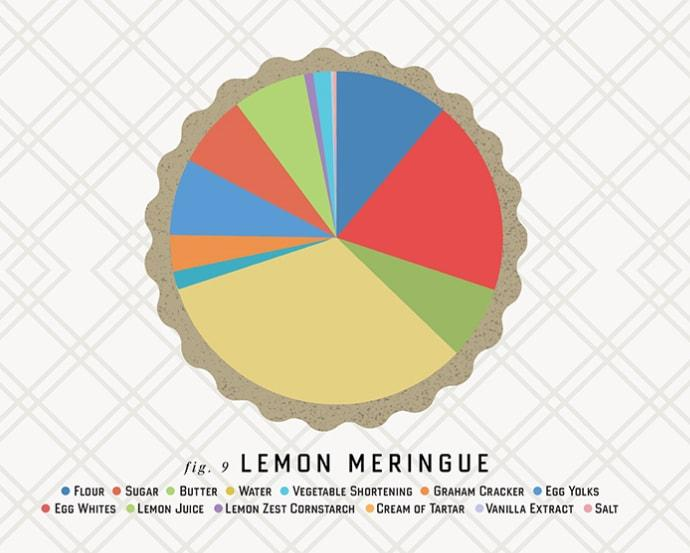 fig. 9 LEMON MERINGUE
FLOUR SUGAR BUTTER WATER VEGETABLE SHORTENING GRAHAM CRACKER EGG YOLKS
EGG WHITES LEMON JUICE LEMON ZEST CORNSTARCH CREAM OF TARTAR VANILLA EXTRACT SALT